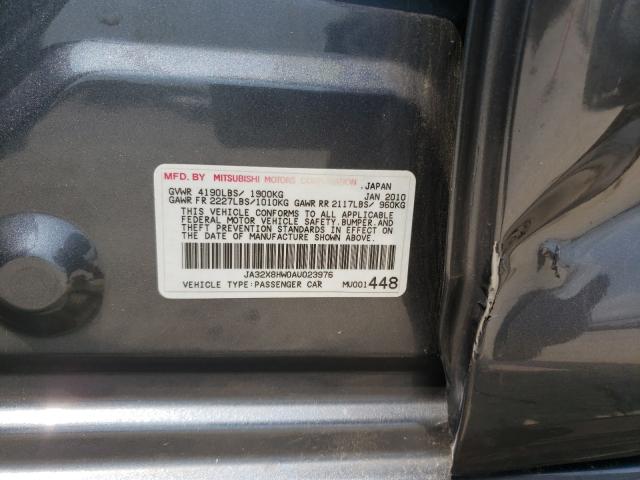 MFD. BY MITSUBISHI MOTORS CORPORATION, JAPAN
GVWR 4190LBS/ 1900KG JAN 2010
GAWR FR 2227LBS/1010KG GAWR RR 2117LBS/ 960KG
THIS VEHICLE CONFORMS TO ALL APPLICABLE
FEDERAL MOTOR VEHICLE SAFETY,BUMPER,AND
THEFT PREVENTION STANDARDS IN EFFECT ON
THE DATE OF MANUFACTURE SHOWN ABOVE.
JA32X8HW0AU023976
VEHICLE TYPE:PASSENGER CAR MU001448